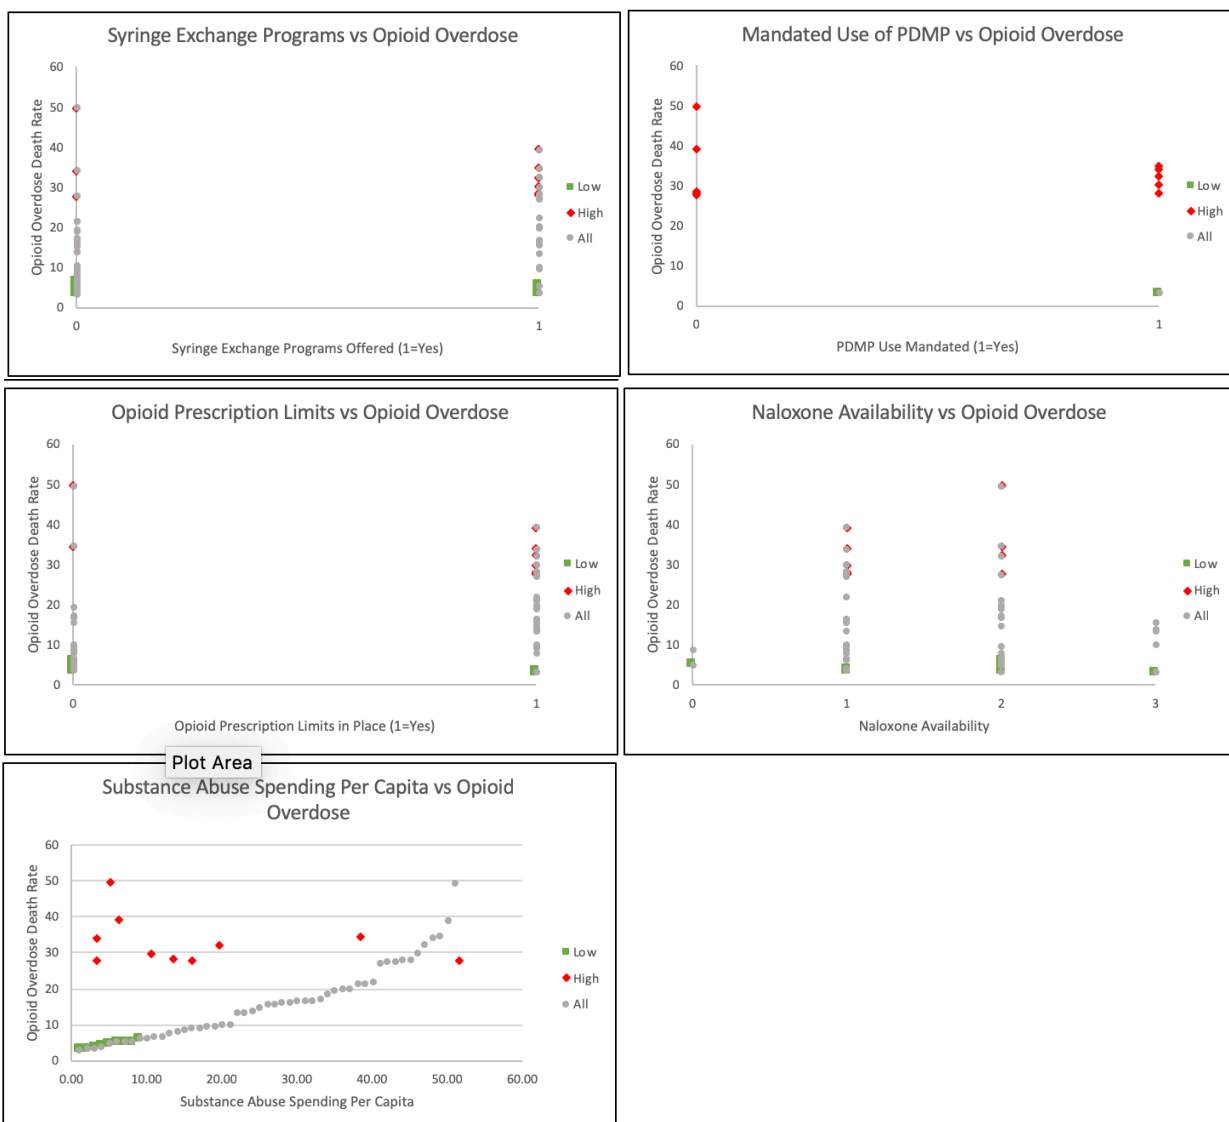 Syringe Exchange Programs vs Opioid Overdose
Opioid Overdose Death Rate
60
50
40
30
20
10
0
0
1
Syringe Exchange Programs Offered (1=Yes)
Low
High
All
Mandated Use of PDMP vs Opioid Overdose
Opioid Overdose Death Rate
60
50
40
30
20
10
0
0
1
PDMP Use Mandated (1=Yes)
Low
High
All
Opioid Prescription Limits vs Opioid Overdose
Opioid Overdose Death Rate
60
50
40
30
20
10
0
0
1
Opioid Prescription Limits in Place (1=Yes)
Low
High
All
Naloxone Availability vs Opioid Overdose
Opioid Overdose Death Rate
60
50
40
30
20
10
0
0
1
2
3
Naloxone Availability
Low
High
All
Plot Area
Substance Abuse Spending Per Capita vs Opioid
Overdose
Opioid Overdose Death Rate
60
50
40
30
20
10
0
0.00
10.00
20.00
30.00
40.00
50.00
60.00
Substance Abuse Spending Per Capita
Low
High
All